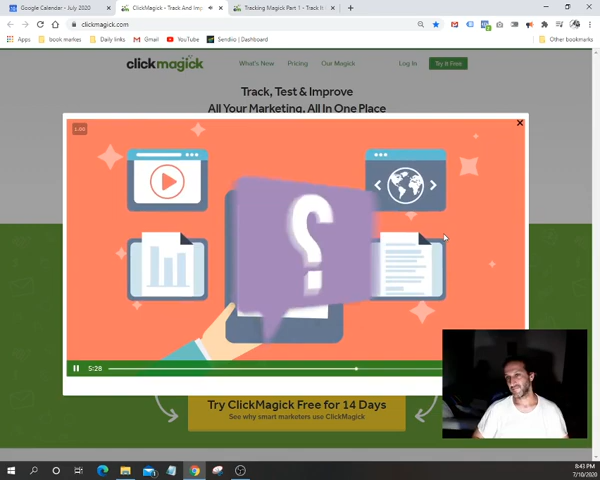 Google Calendar - July 2020
ClickMagick - Track And Imp
Tracking Magick Part 1 - Track It
clickmagick.com
Apps
book markes
Daily links
Gmail
YouTube
Sendiio | Dashboard
Other bookmarks
clickmagick
What's New
Pricing
Our Magick
Log In
Try It Free
Track, Test & Improve
All Your Marketing, All In One Place
?
5:28
Try ClickMagick Free for 14 Days
See why smart marketers use ClickMagick
8:43 PM
7/10/2020